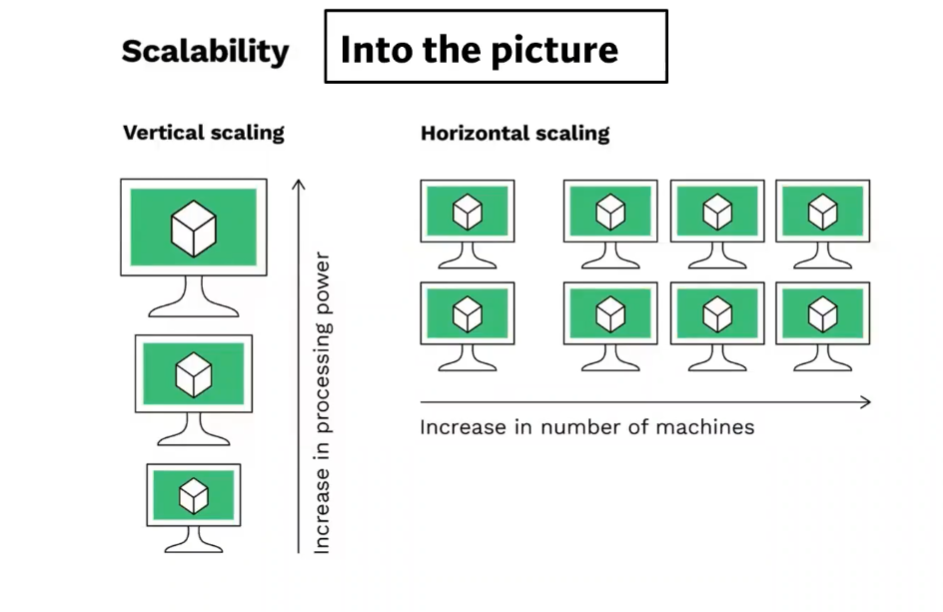 Scalability Into the picture
Vertical scaling
Increase in processing power
Horizontal scaling
Increase in number of machines